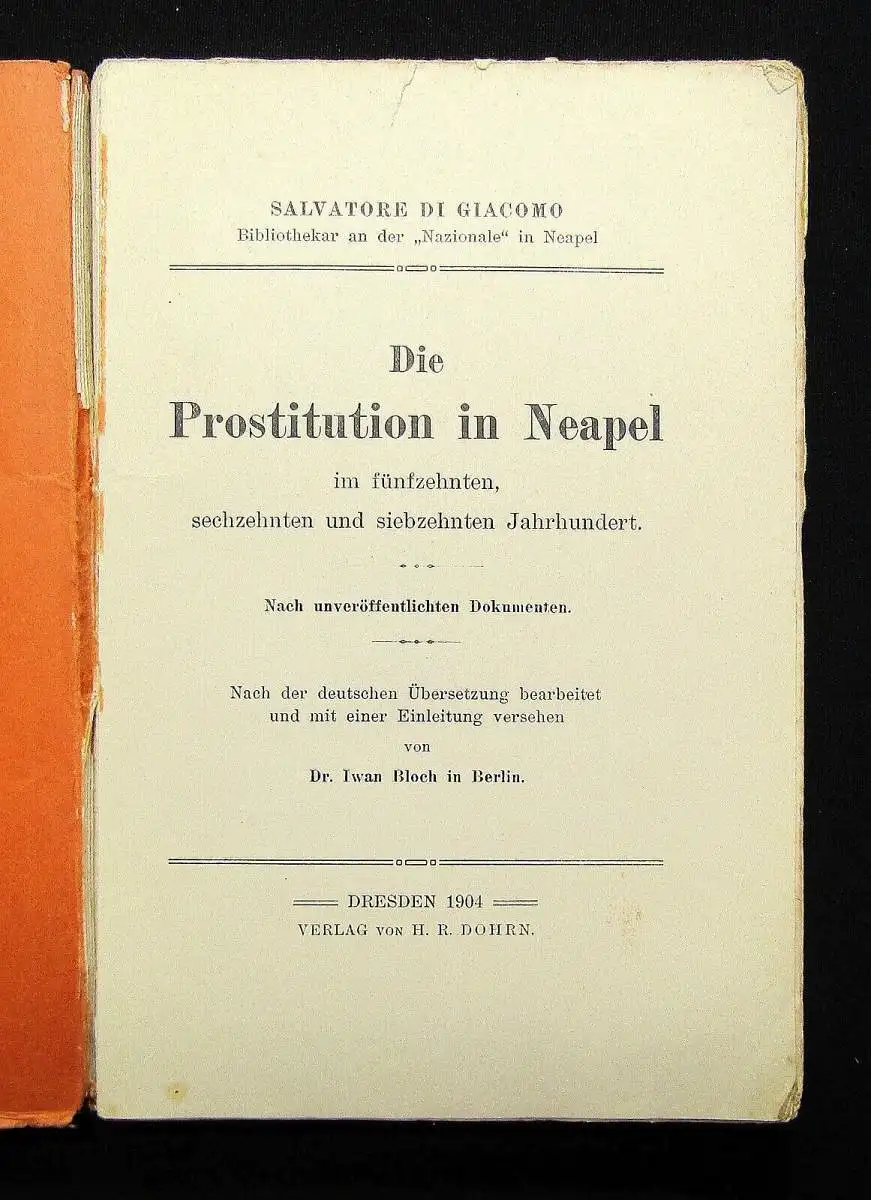 SALVATORE DI GIACOMO
Bibliothekar an der „Nazionale“ in Neapel
Die
Prostitution in Neapel
im fünfzehnten,
sechzehnten und siebzehnten Jahrhundert.
Nach unveröffentlichten Dokumenten.
Nach der deutschen Übersetzung bearbeitet
und mit einer Einleitung versehen
von
Dr. Iwan Bloch in Berlin.
DRESDEN 1904
VERLAG VON H. R. DOHRN.